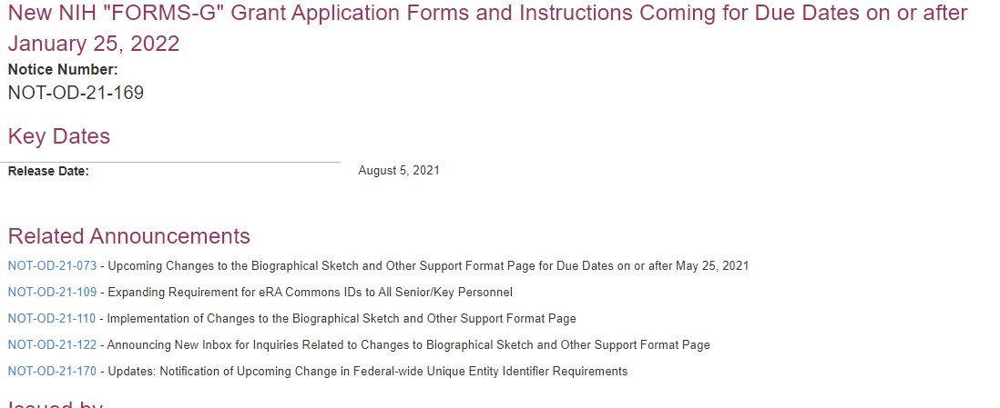 New NIH "FORMS-G" Grant Application Forms and Instructions Coming for Due Dates on or after
January 25, 2022
Notice Number:
NOT-OD-21-169
Key Dates
Release Date: August 5, 2021
Related Announcements
NOT-OD-21-073 - Upcoming Changes to the Biographical Sketch and Other Support Format Page for Due Dates on or after May 25, 2021
NOT-OD-21-109 - Expanding Requirement for eRA Commons IDs to All Senior/Key Personnel
NOT-OD-21-110 - Implementation of Changes to the Biographical Sketch and Other Support Format Page
NOT-OD-21-122 - Announcing New Inbox for Inquiries Related to Changes to Biographical Sketch and Other Support Format Page
NOT-OD-21-170 - Updates: Notification of Upcoming Change in Federal-wide Unique Entity Identifier Requirements
Issued by